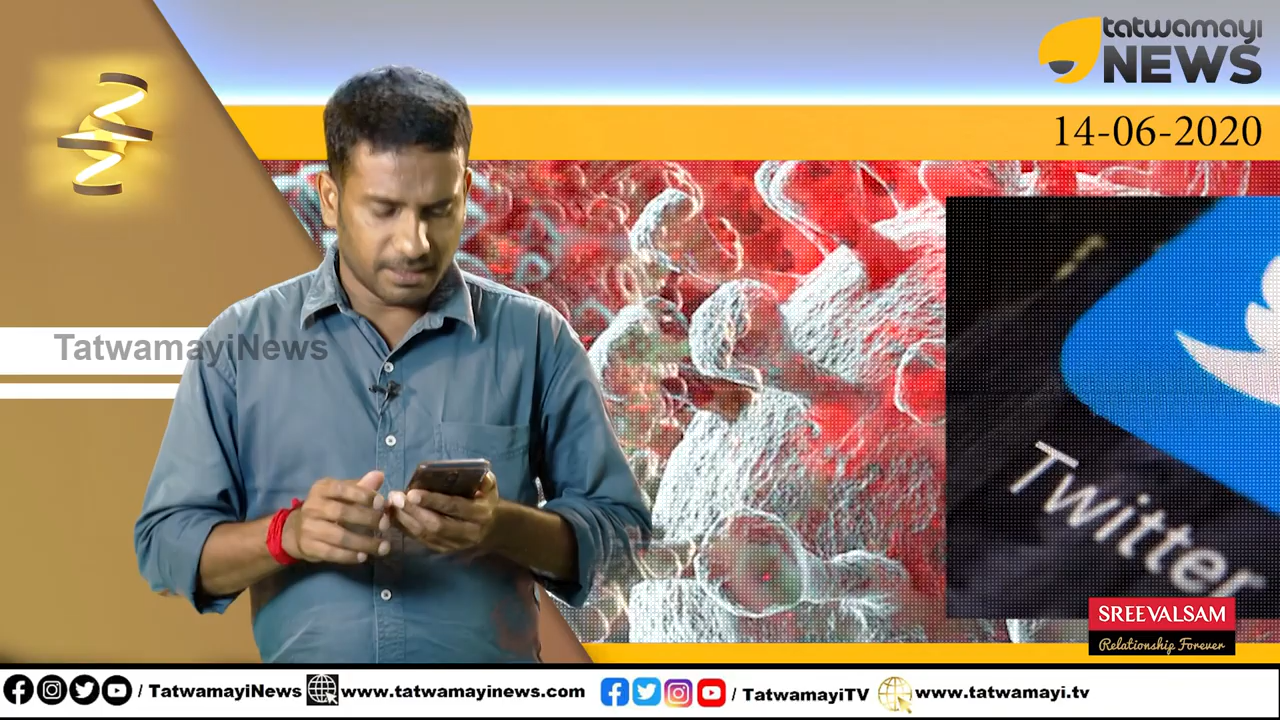 tatwamayi
NEWS
14-06-2020
TatwamayiNews
Twitter
SREEVALSAM
Relationship Forever
/ TatwamayiNews www.tatwamayinews.com / TatwamayiTV www.tatwamayi.tv